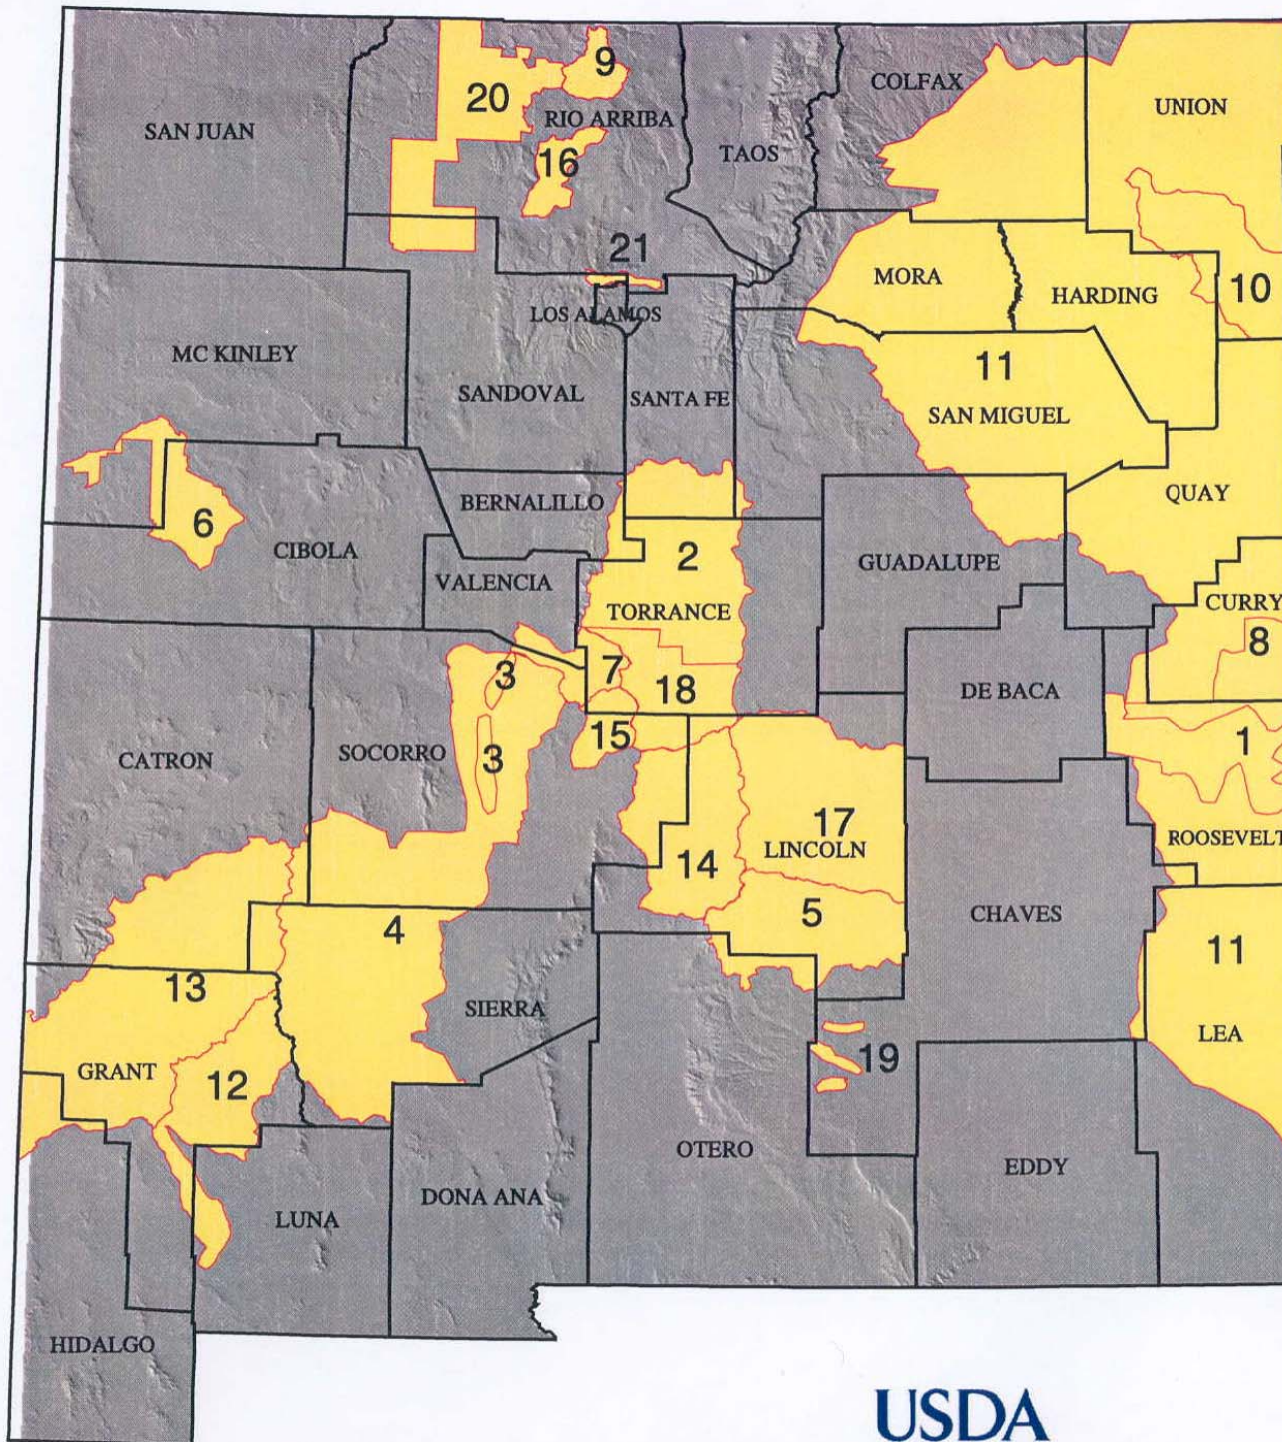 9
COLFAX
20
UNION
RIO ARRIBA
SAN JUAN
TAOS
16
21
MORA
10
HARDING
LOS ALAMOS
MC KINLEY
11
SANDOVAL
SANTA FE
SAN MIGUEL
QUAY
BERNALILLO
6
CIBOLA
2
GUADALUPE
VALENCIA
CURRY
TORRANCE
8
3
7
18
DE BACA
15
1
CATRON
SOCORRO
3
17
ROOSEVELT
LINCOLN
14
5
CHAVES
4
11
13
SIERRA
LEA
19
GRANT
12
OTERO
EDDY
DONA ANA
LUNA
HIDALGO
USDA